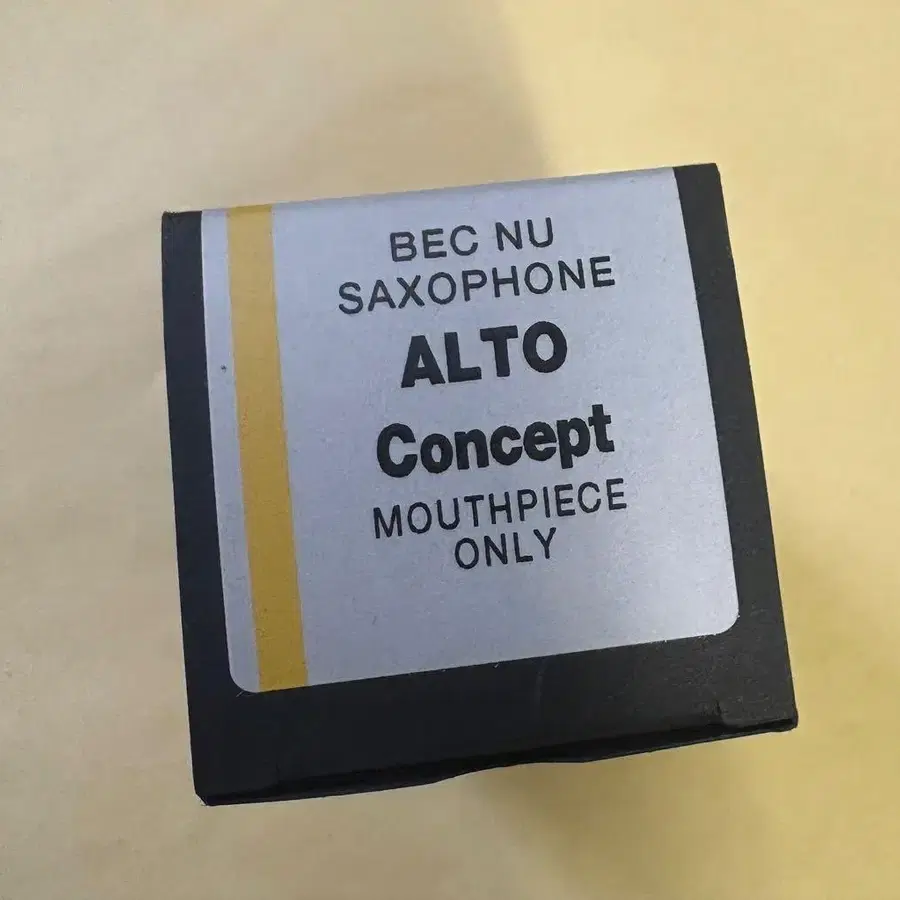 BEC NU
SAXOPHONE
ALTO
Concept
MOUTHPIECE
ONLY